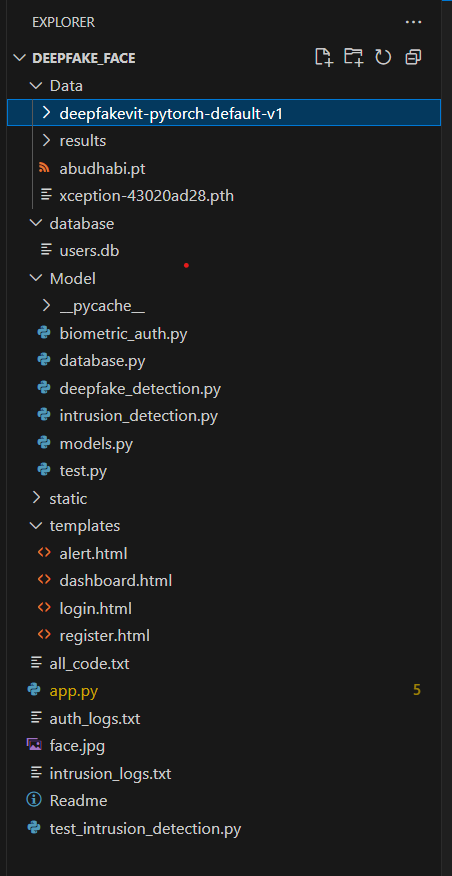 EXPLORER
DEEPFAKE_FACE
Data
deepfakevit-pytorch-default-v1
results
abudhabi.pt
xception-43020ad28.pth
database
users.db
Model
__pycache__
biometric_auth.py
database.py
deepfake_detection.py
intrusion_detection.py
models.py
test.py
static
templates
alert.html
dashboard.html
login.html
register.html
all_code.txt
app.py 5
auth_logs.txt
face.jpg
intrusion_logs.txt
Readme
test_intrusion_detection.py